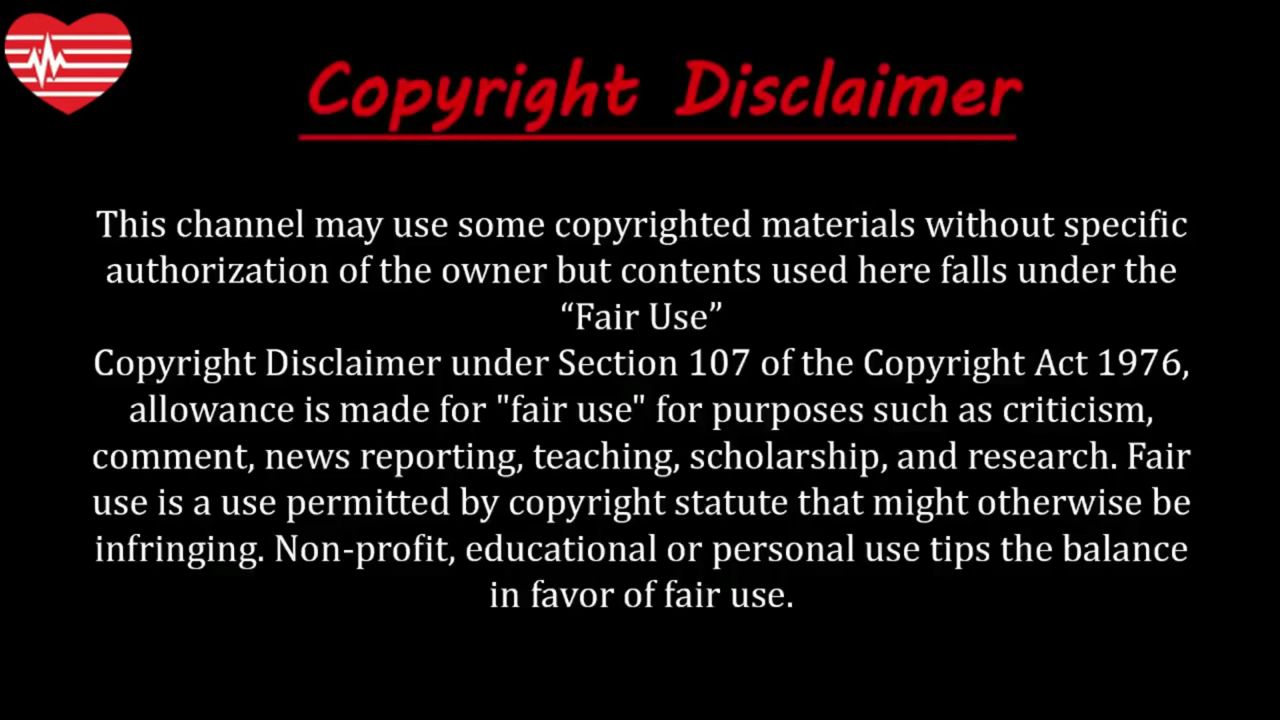 Copyright Disclaimer
This channel may use some copyrighted materials without specific
authorization of the owner but contents used here falls under the
“Fair Use”
Copyright Disclaimer under Section 107 of the Copyright Act 1976,
allowance is made for "fair use" for purposes such as criticism,
comment, news reporting, teaching, scholarship, and research. Fair
use is a use permitted by copyright statute that might otherwise be
infringing. Non-profit, educational or personal use tips the balance
in favor of fair use.